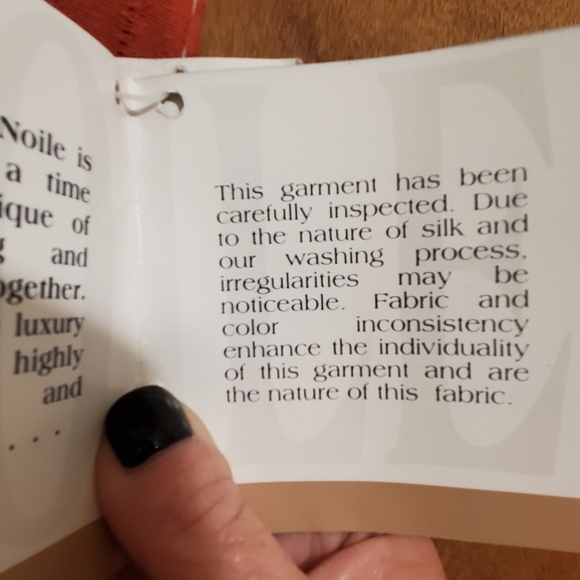 Noile is
a time
ique of
and
ogether.
luxury
highly
and
. . .
This garment has been
carefully inspected. Due
to the nature of silk and
our washing process,
irregularities may be
noticeable. Fabric and
color inconsistency
enhance the individuality
of this garment and are
the nature of this fabric.